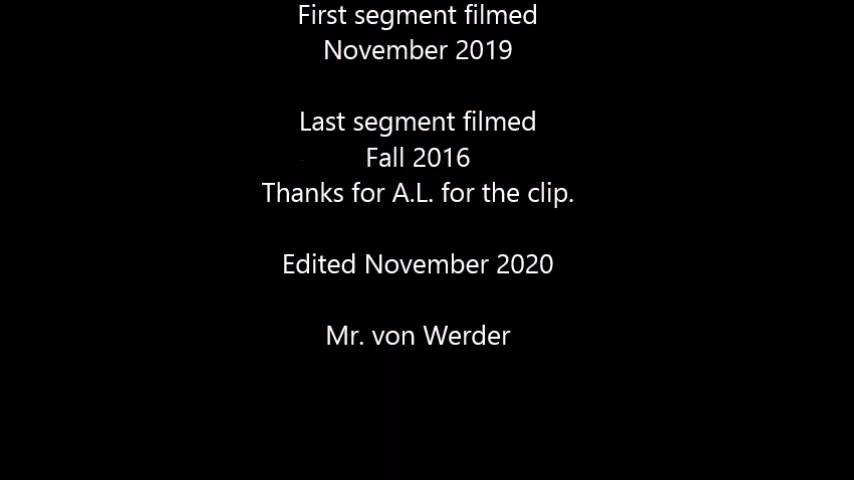 First segment filmed
November 2019
Last segment filmed
Fall 2016
Thanks for A.L. for the clip.
Edited November 2020
Mr. von Werder